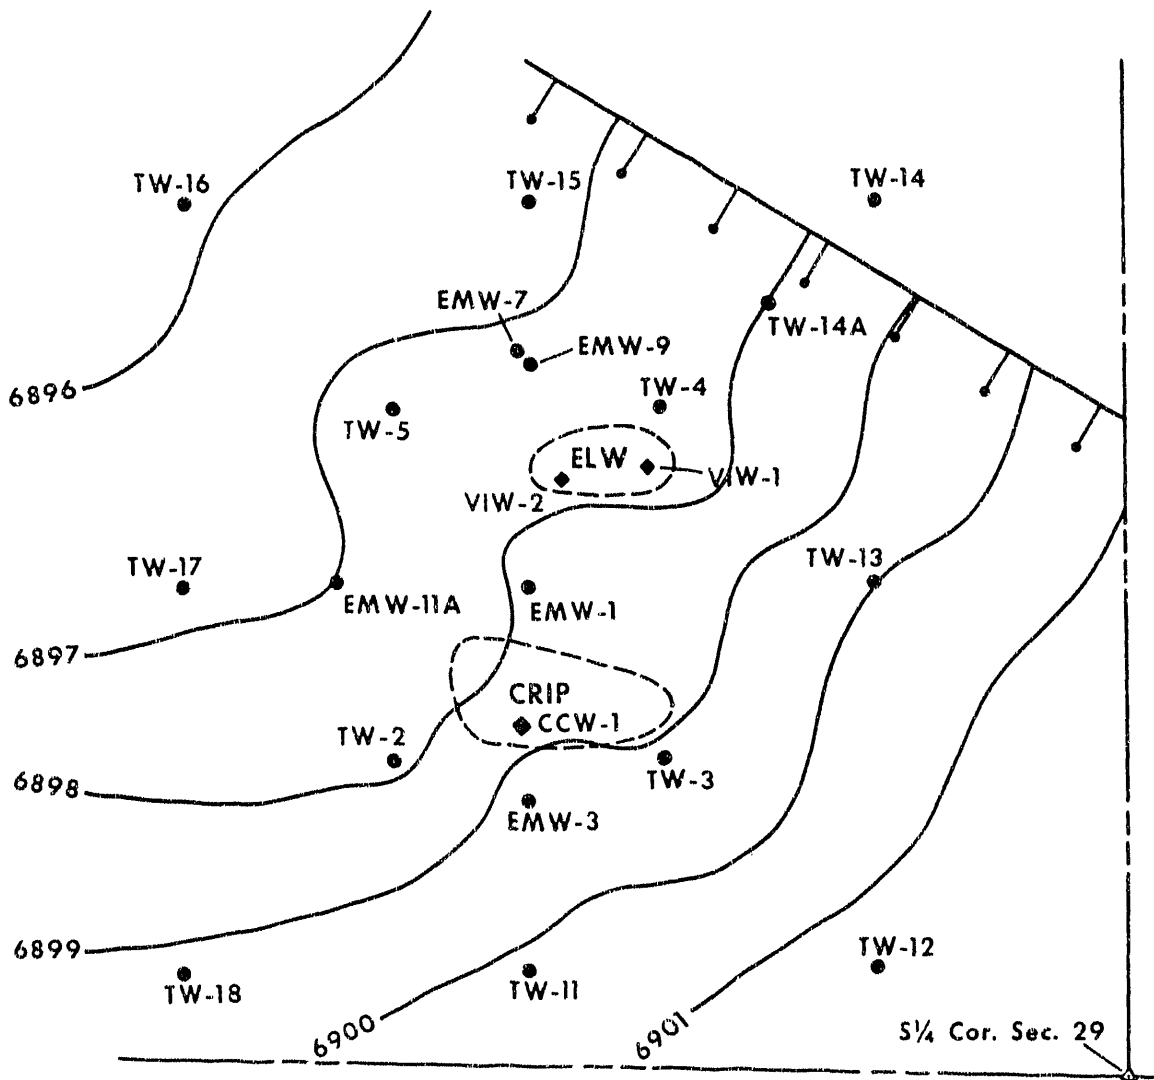 TW-16
TW-15
TW-14
EMW-7
TW-14A
EMW-9
6896
TW-4
TW-5
ELW
VIW-1
VIW-2
TW-17
TW-13
EMW-11A
EMW-1
6897
CRIP
CCW-1
TW-2
6898
TW-3
EMW-3
6899
TW-12
TW-18
TW-11
6900
6901
S¼ Cor. Sec. 29